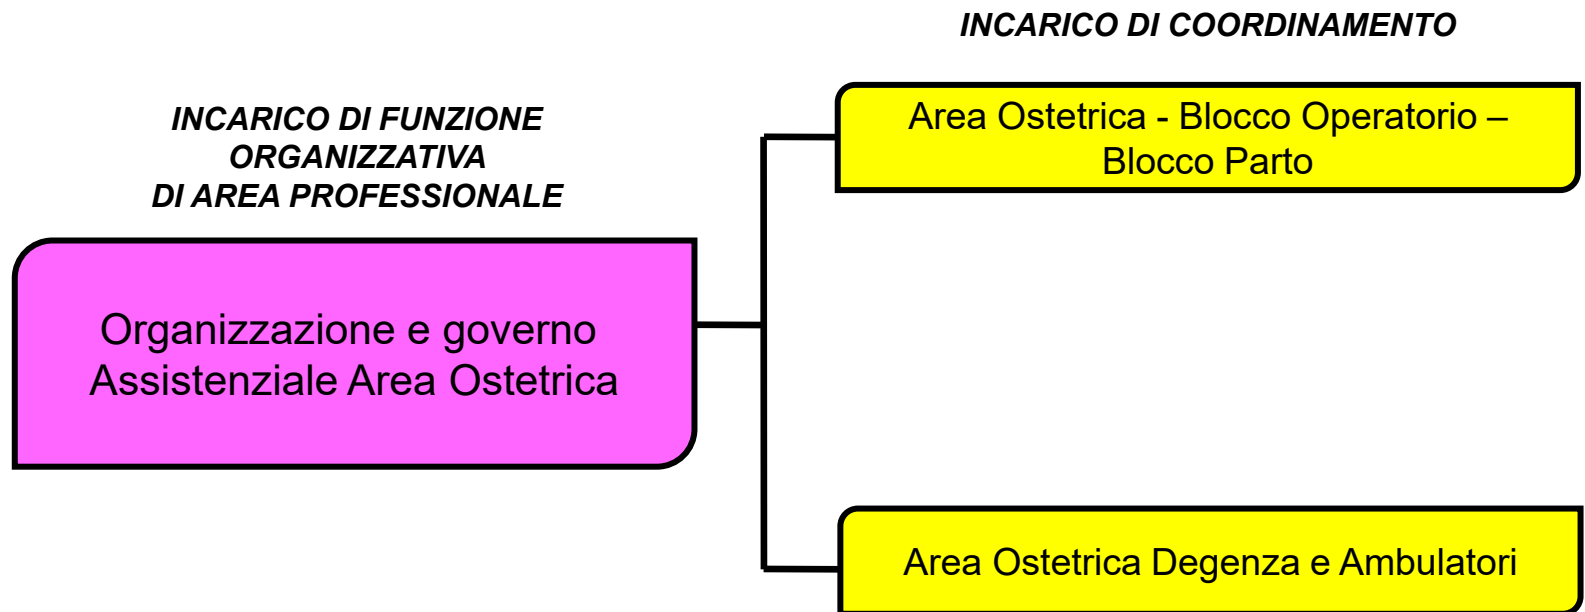 INCARICO DI COORDINAMENTO
INCARICO DI FUNZIONE
ORGANIZZATIVA
DI AREA PROFESSIONALE
Area Ostetrica - Blocco Operatorio –
Blocco Parto
Organizzazione e governo
Assistenziale Area Ostetrica
Area Ostetrica Degenza e Ambulatori